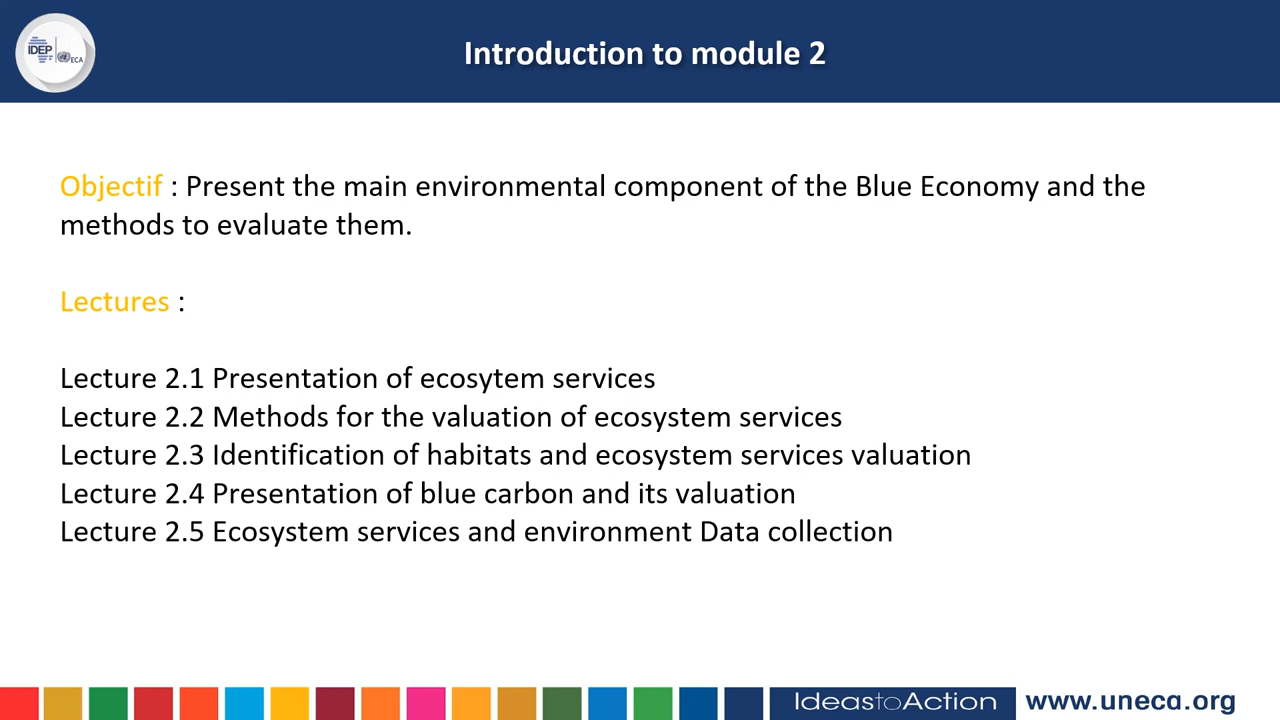 IDEP
ECA
Introduction to module 2
Objectif : Present the main environmental component of the Blue Economy and the
methods to evaluate them.
Lectures :
Lecture 2.1 Presentation of ecosytem services
Lecture 2.2 Methods for the valuation of ecosystem services
Lecture 2.3 Identification of habitats and ecosystem services valuation
Lecture 2.4 Presentation of blue carbon and its valuation
Lecture 2.5 Ecosystem services and environment Data collection
IdeastoAction
www.uneca.org